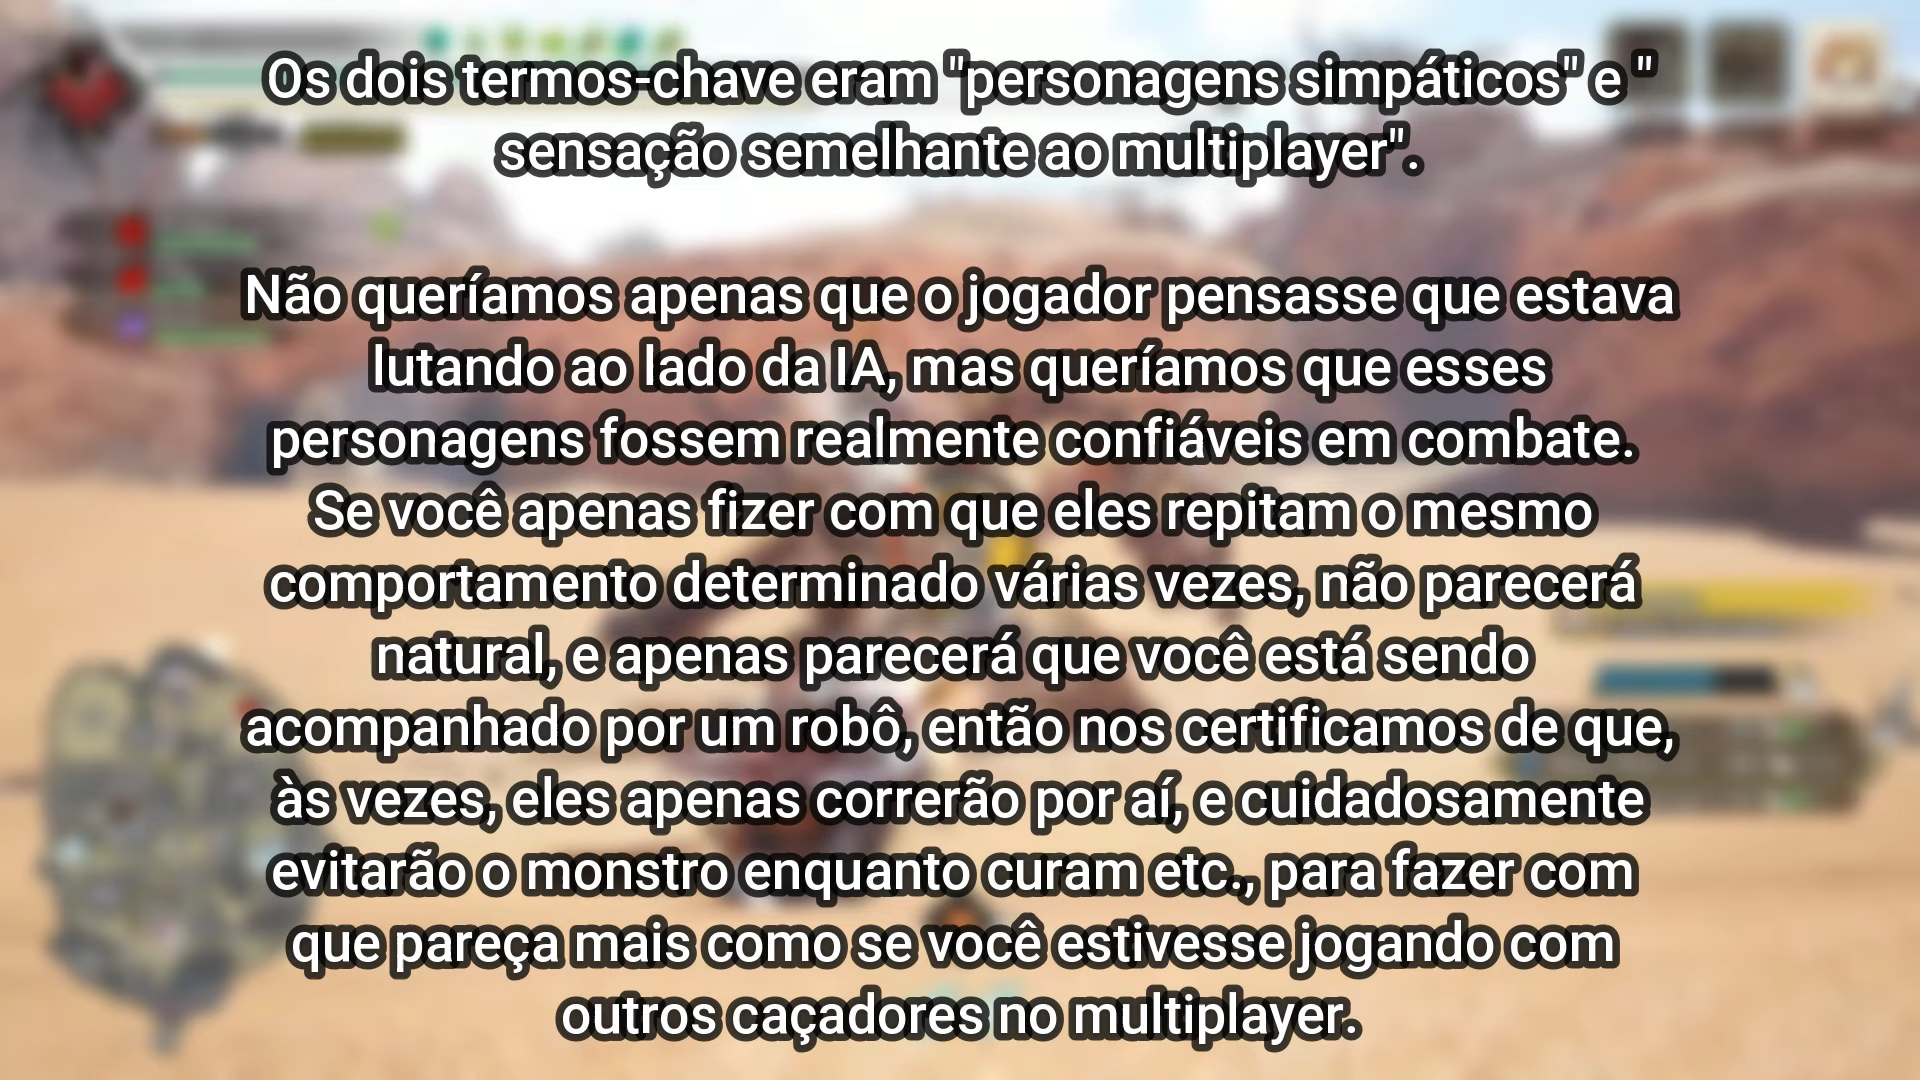 Os dois termos-chave eram "personagens simpáticos" e "
sensação semelhante ao multiplayer".
Não queríamos apenas que o jogador pensasse que estava
lutando ao lado da IA, mas queríamos que esses
personagens fossem realmente confiáveis em combate.
Se você apenas fizer com que eles repitam o mesmo
comportamento determinado várias vezes, não parecerá
natural, e apenas parecerá que você está sendo
acompanhado por um robô, então nos certificamos de que,
às vezes, eles apenas correrão por aí, e cuidadosamente
evitarão o monstro enquanto curam etc., para fazer com
que pareça mais como se você estivesse jogando com
outros caçadores no multiplayer.